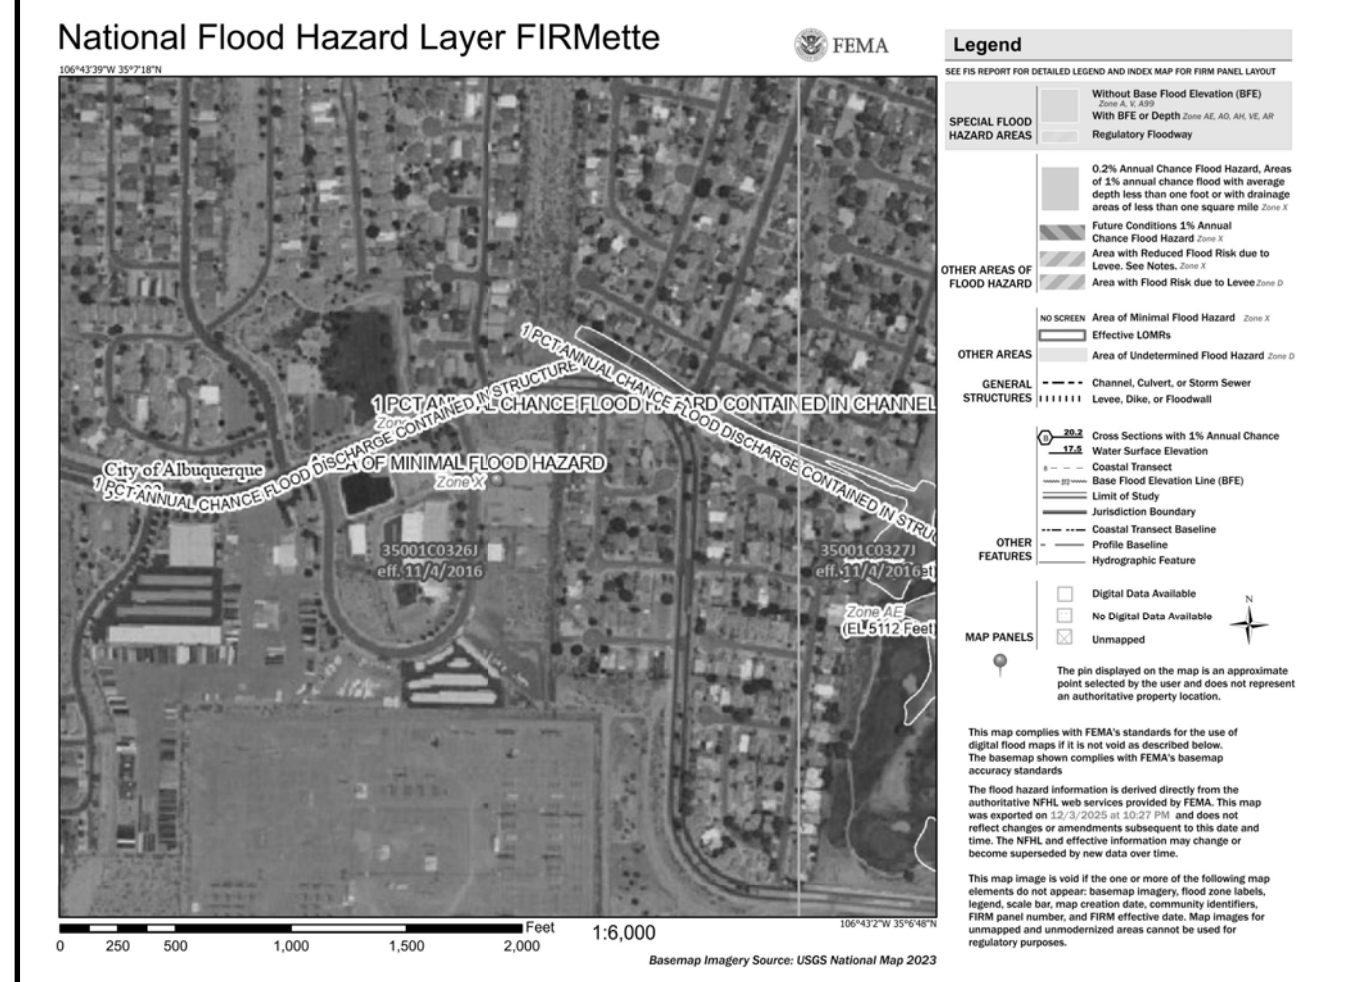 National Flood Hazard Layer FIRMette
FEMA
106°43'39"W 35°7'18"N
1 PCT ANNUAL CHANCE FLOOD DISCHARGE CONTAINED IN STRUCTURE
1 PCT ANNUAL CHANCE FLOOD HAZARD CONTAINED IN CHANNEL
1 PCT ANNUAL CHANCE FLOOD DISCHARGE CONTAINED IN STRU
City of Albuquerque
OF MINIMAL FLOOD HAZARD
Zone X
35001C0326J
eff. 11/4/2016
35001C0327J
eff. 11/4/2016
Zone AE
(EL 5112 Feet)
106°43'2"W 35°6'48"N
0 250 500 1,000 1,500 2,000
Feet
1:6,000
Basemap Imagery Source: USGS National Map 2023
Legend
SEE FIS REPORT FOR DETAILED LEGEND AND INDEX MAP FOR FIRM PANEL LAYOUT
SPECIAL FLOOD
HAZARD AREAS
Without Base Flood Elevation (BFE)
Zone A, V, A99
With BFE or Depth Zone AE, AO, AH, VE, AR
Regulatory Floodway
OTHER AREAS OF
FLOOD HAZARD
0.2% Annual Chance Flood Hazard, Areas
of 1% annual chance flood with average
depth less than one foot or with drainage
areas of less than one square mile Zone X
Future Conditions 1% Annual
Chance Flood Hazard Zone X
Area with Reduced Flood Risk due to
Levee. See Notes. Zone X
Area with Flood Risk due to Levee Zone D
OTHER AREAS
NO SCREEN Area of Minimal Flood Hazard Zone X
Effective LOMRs
Area of Undetermined Flood Hazard Zone D
GENERAL
STRUCTURES
Channel, Culvert, or Storm Sewer
Levee, Dike, or Floodwall
OTHER
FEATURES
B 20.2 Cross Sections with 1% Annual Chance
17.5 Water Surface Elevation
8 Coastal Transect
513 Base Flood Elevation Line (BFE)
Limit of Study
Jurisdiction Boundary
Coastal Transect Baseline
Profile Baseline
Hydrographic Feature
MAP PANELS
Digital Data Available
No Digital Data Available
Unmapped
N
The pin displayed on the map is an approximate
point selected by the user and does not represent
an authoritative property location.
This map complies with FEMA's standards for the use of
digital flood maps if it is not void as described below.
The basemap shown complies with FEMA's basemap
accuracy standards
The flood hazard information is derived directly from the
authoritative NFHL web services provided by FEMA. This map
was exported on 12/3/2025 at 10:27 PM and does not
reflect changes or amendments subsequent to this date and
time. The NFHL and effective information may change or
become superseded by new data over time.
This map image is void if the one or more of the following map
elements do not appear: basemap imagery, flood zone labels,
legend, scale bar, map creation date, community identifiers,
FIRM panel number, and FIRM effective date. Map images for
unmapped and unmodernized areas cannot be used for
regulatory purposes.